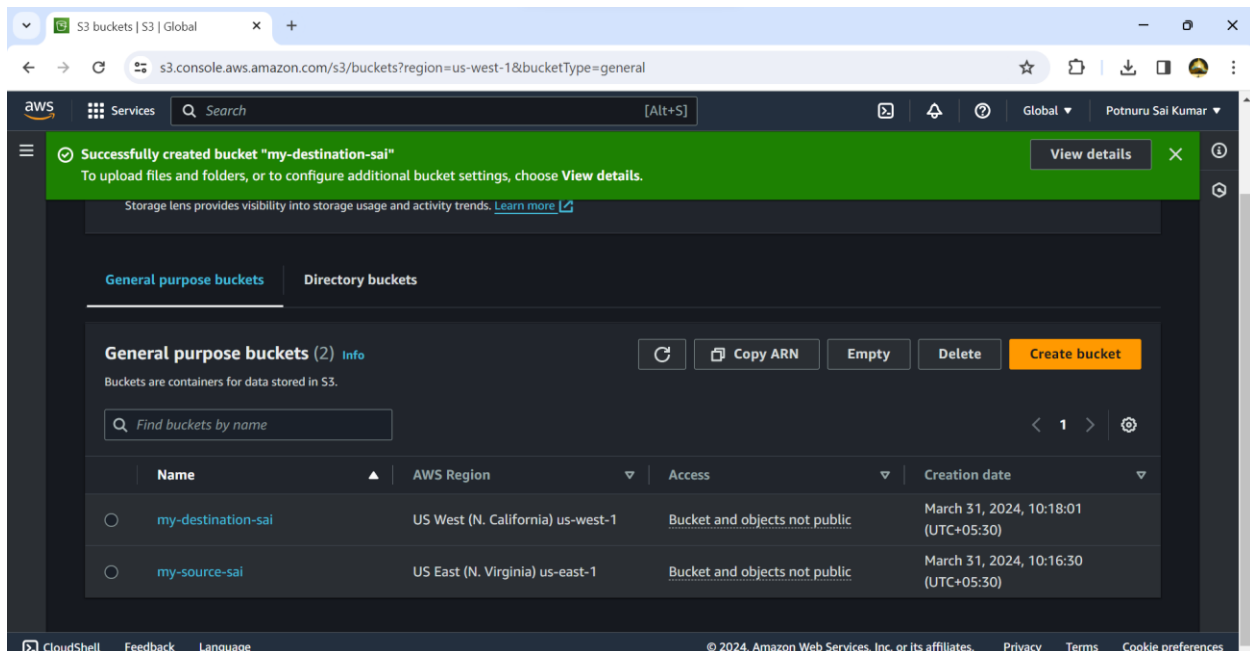 S3 buckets | S3 | Global
s3.console.aws.amazon.com/s3/buckets?region=us-west-1&bucketType=general
aws
Services
Search
[Alt+S]
Global
Potnuru Sai Kumar
Successfully created bucket "my-destination-sai"
To upload files and folders, or to configure additional bucket settings, choose View details.
View details
Storage lens provides visibility into storage usage and activity trends. Learn more
General purpose buckets
Directory buckets
General purpose buckets (2) Info
Copy ARN
Empty
Delete
Create bucket
Buckets are containers for data stored in S3.
Find buckets by name
1
Name
AWS Region
Access
Creation date
my-destination-sai
US West (N. California) us-west-1
Bucket and objects not public
March 31, 2024, 10:18:01
(UTC+05:30)
my-source-sai
US East (N. Virginia) us-east-1
Bucket and objects not public
March 31, 2024, 10:16:30
(UTC+05:30)
CloudShell
Feedback
Language
© 2024, Amazon Web Services, Inc. or its affiliates.
Privacy
Terms
Cookie preferences